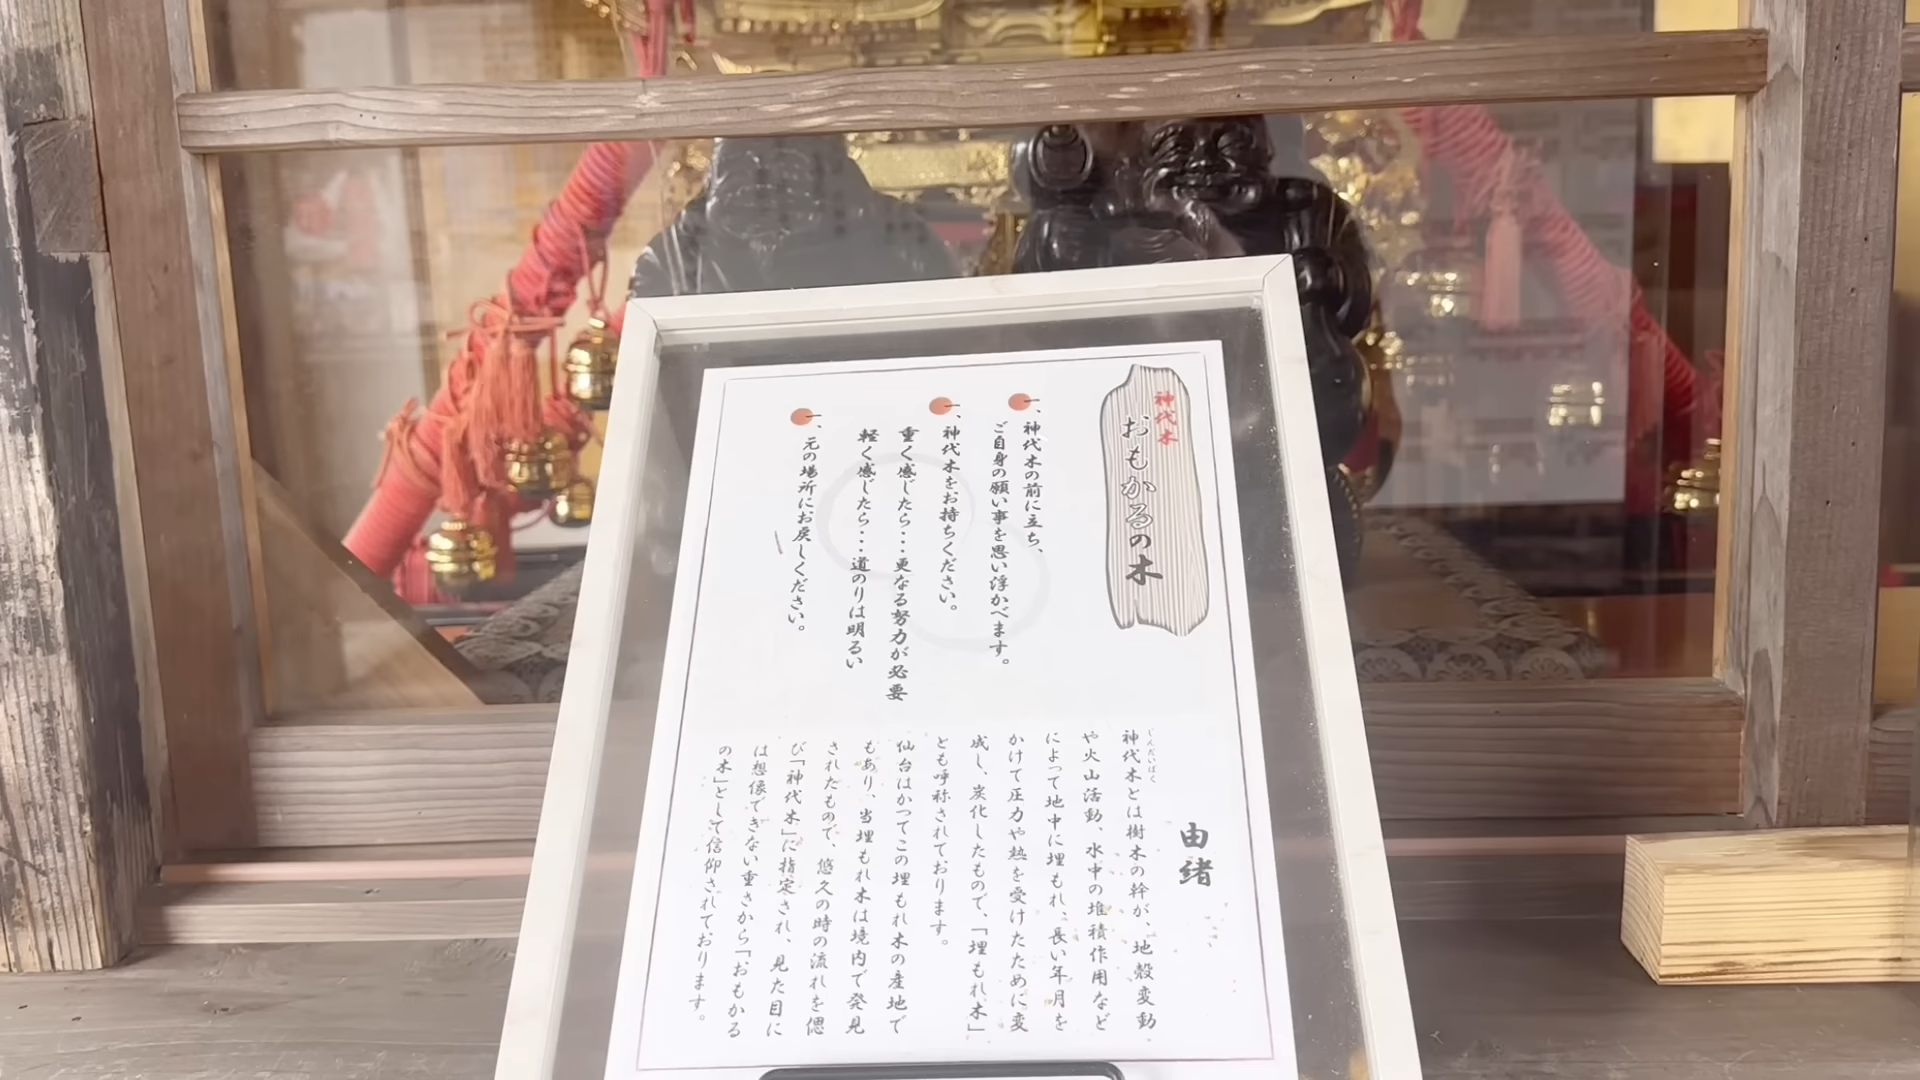 神代木
おもかるの木
一、神代木の前に立ち、
ご自身の願い事を思い浮かべます。
一、神代木をお持ちください。
重く感じたら・・・更なる努力が必要
軽く感じたら・・・道のりは明るい
一、元の場所にお戻しください。
由緒
じんだいぼく
神代木とは樹木の幹が、地殻変動
や火山活動、水中の堆積作用など
によって地中に埋もれ、長い年月を
かけて圧力や熱を受けたために変
成し、炭化したもので、「埋もれ木」
とも呼称されております。
仙台はかつてこの埋もれ木の産地で
もあり、当埋もれ木は境内で発見
されたもので、悠久の時の流れを偲
び「神代木」に指定され、見た目に
は想像できない重さから「おもかる
の木」として信仰されております。